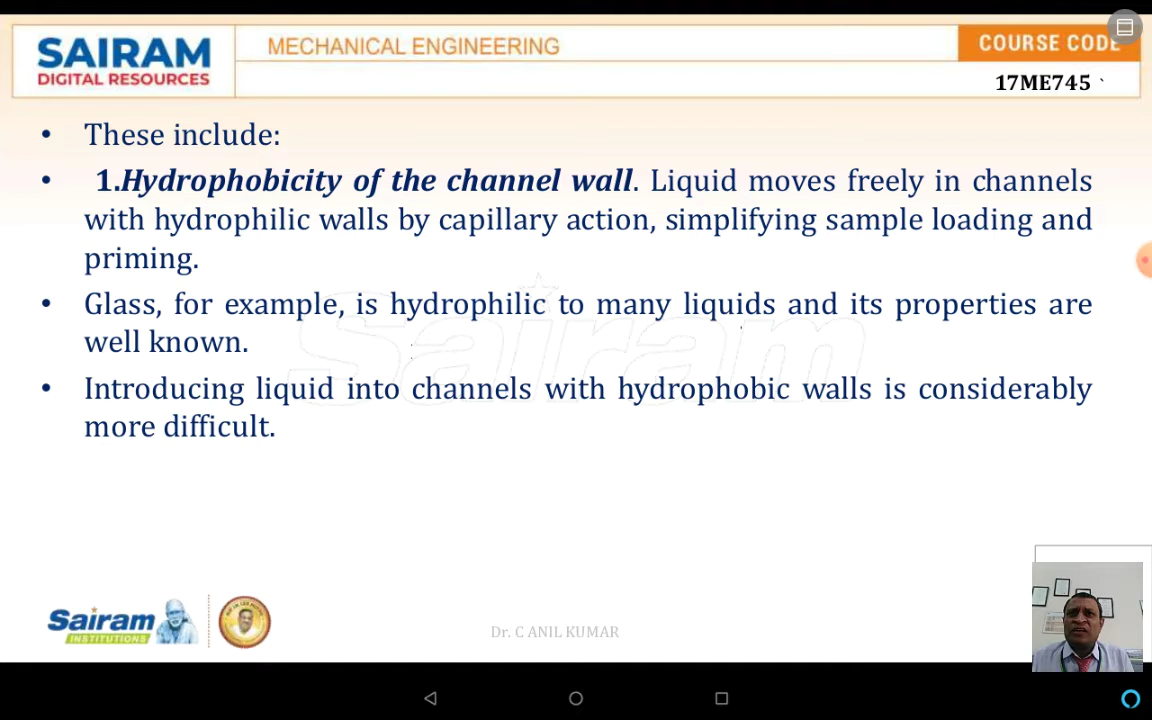 SAIRAM
DIGITAL RESOURCES
MECHANICAL ENGINEERING
COURSE CODE
17ME745 `
• These include:
• 1.Hydrophobicity of the channel wall. Liquid moves freely in channels
with hydrophilic walls by capillary action, simplifying sample loading and
priming.
• Glass, for example, is hydrophilic to many liquids and its properties are
well known.
• Introducing liquid into channels with hydrophobic walls is considerably
more difficult.
Sairam
Sairam
INSTITUTIONS
Dr. C ANIL KUMAR